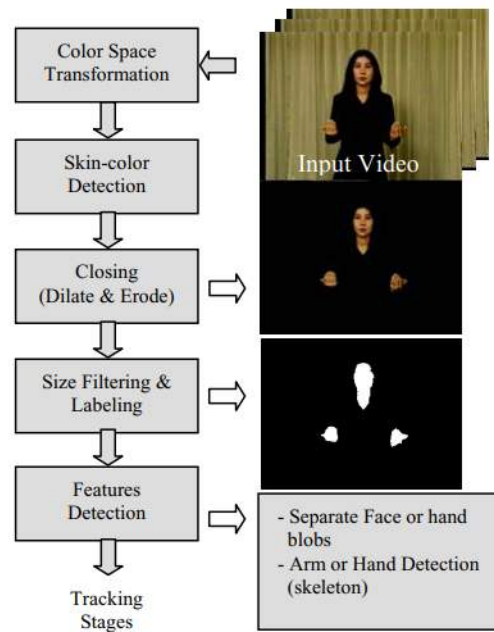 Color Space
Transformation
Input Video
Skin-color
Detection
Closing
(Dilate & Erode)
Size Filtering &
Labeling
Features
Detection
- Separate Face or hand
blobs
- Arm or Hand Detection
(skeleton)
Tracking
Stages